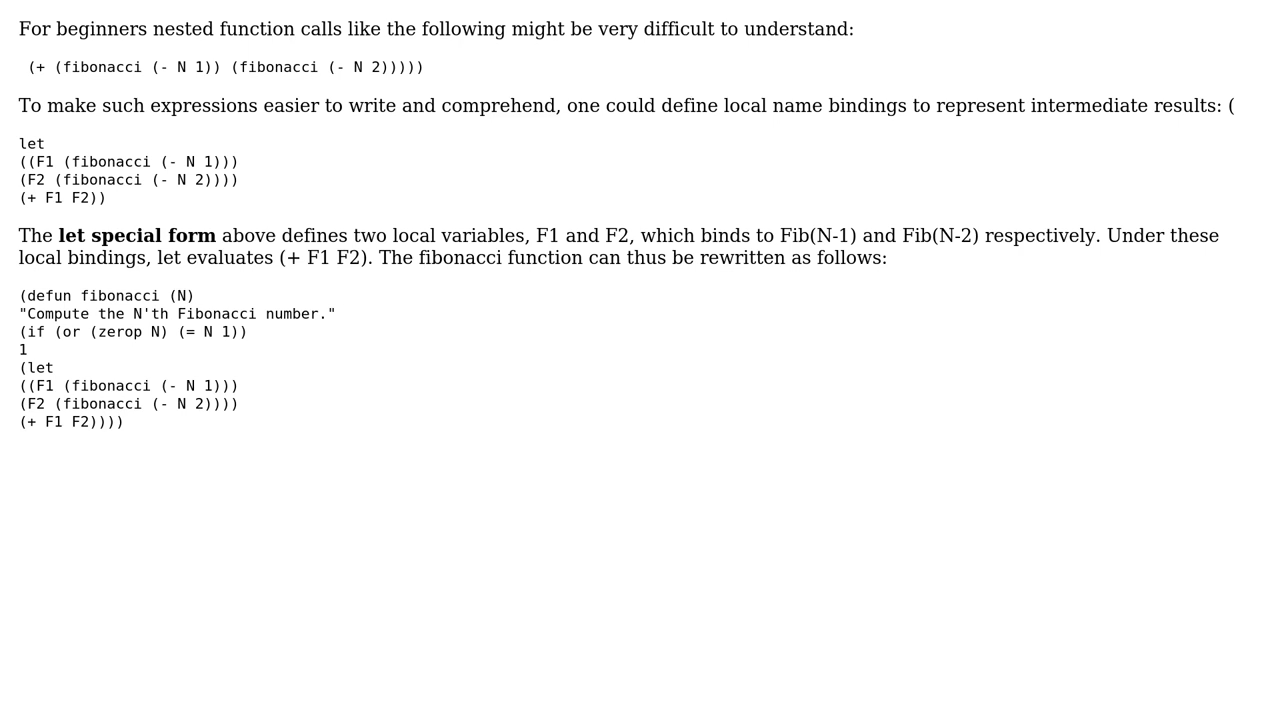 For beginners nested function calls like the following might be very difficult to understand:
(+ (fibonacci (- N 1)) (fibonacci (- N 2)))))
To make such expressions easier to write and comprehend, one could define local name bindings to represent intermediate results: (
let
((F1 (fibonacci (- N 1)))
(F2 (fibonacci (- N 2))))
(+ F1 F2))
The let special form above defines two local variables, F1 and F2, which binds to Fib(N-1) and Fib(N-2) respectively. Under these
local bindings, let evaluates (+ F1 F2). The fibonacci function can thus be rewritten as follows:
(defun fibonacci (N)
"Compute the N'th Fibonacci number."
(if (or (zerop N) (= N 1))
1
(let
((F1 (fibonacci (- N 1)))
(F2 (fibonacci (- N 2))))
(+ F1 F2))))